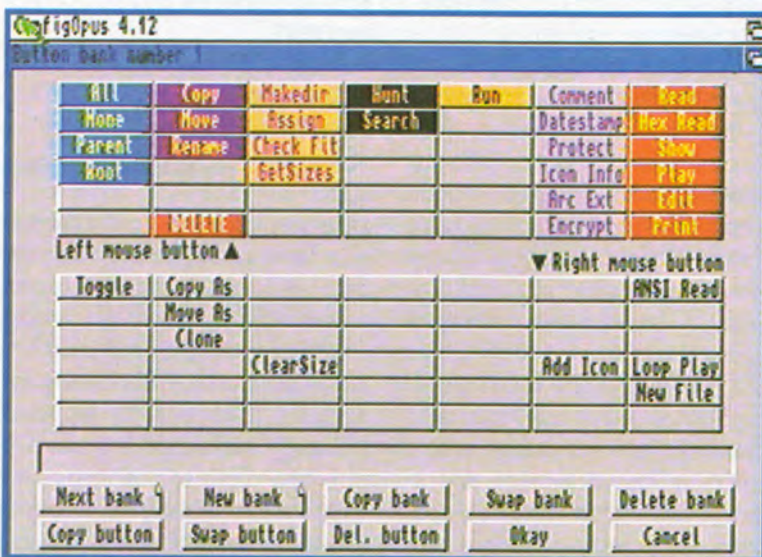 ConfigOpus 4.12
Button bank number 1
All Copy Makedir Hunt Run Comment Read
None Move Assign Search Datestamp Hex Read
Parent Rename Check Fit Protect Show
Root GetSizes Icon Info Play
Arc Ext Edit
DELETE Encrypt Print
Left mouse button ▲
▼ Right mouse button
Toggle Copy As ANSI Read
Move As
Clone
ClearSize Add Icon Loop Play
New File
Next bank New bank Copy bank Swap bank Delete bank
Copy button Swap button Del. button Okay Cancel